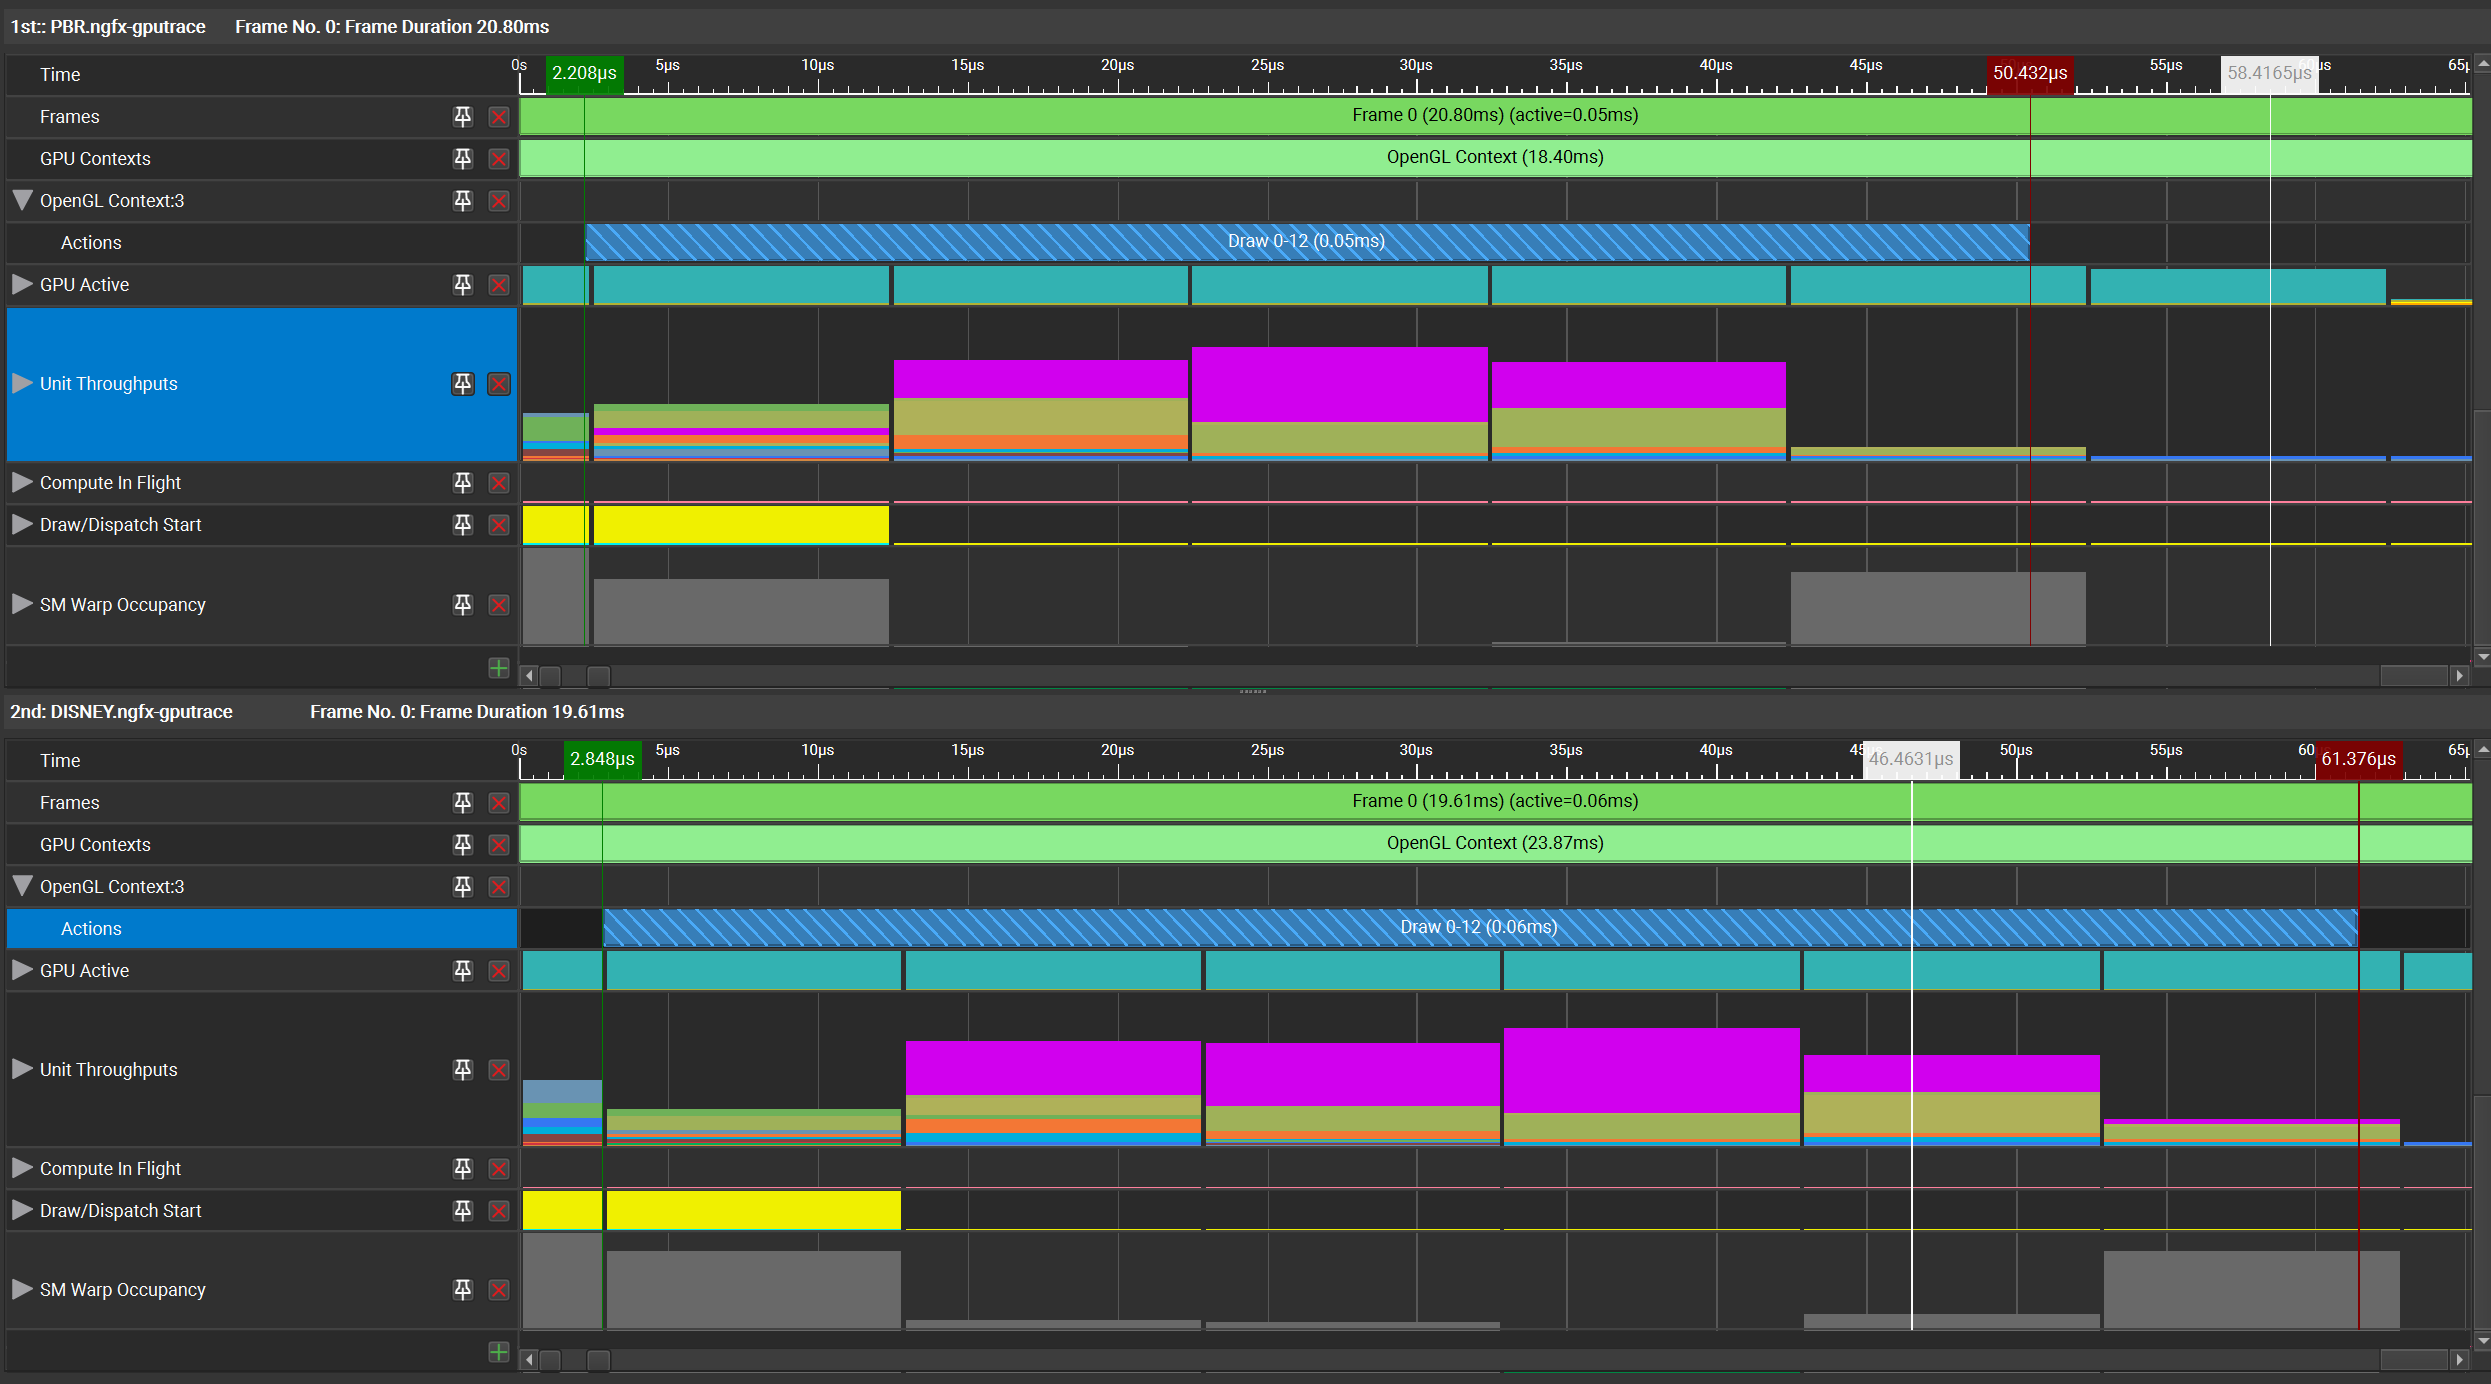 1st:: PBR.ngfx-gputrace Frame No. 0: Frame Duration 20.80ms
Time 0s 2.208µs 5µs 10µs 15µs 20µs 25µs 30µs 35µs 40µs 45µs 50.432µs 55µs 58.4165µs 65µ
Frames Frame 0 (20.80ms) (active=0.05ms)
GPU Contexts OpenGL Context (18.40ms)
OpenGL Context:3
Actions Draw 0-12 (0.05ms)
GPU Active
Unit Throughputs
Compute In Flight
Draw/Dispatch Start
SM Warp Occupancy
2nd: DISNEY.ngfx-gputrace Frame No. 0: Frame Duration 19.61ms
Time 0s 2.848µs 5µs 10µs 15µs 20µs 25µs 30µs 35µs 40µs 45 46.4631µs 50µs 55µs 60 61.376µs 65µ
Frames Frame 0 (19.61ms) (active=0.06ms)
GPU Contexts OpenGL Context (23.87ms)
OpenGL Context:3
Actions Draw 0-12 (0.06ms)
GPU Active
Unit Throughputs
Compute In Flight
Draw/Dispatch Start
SM Warp Occupancy